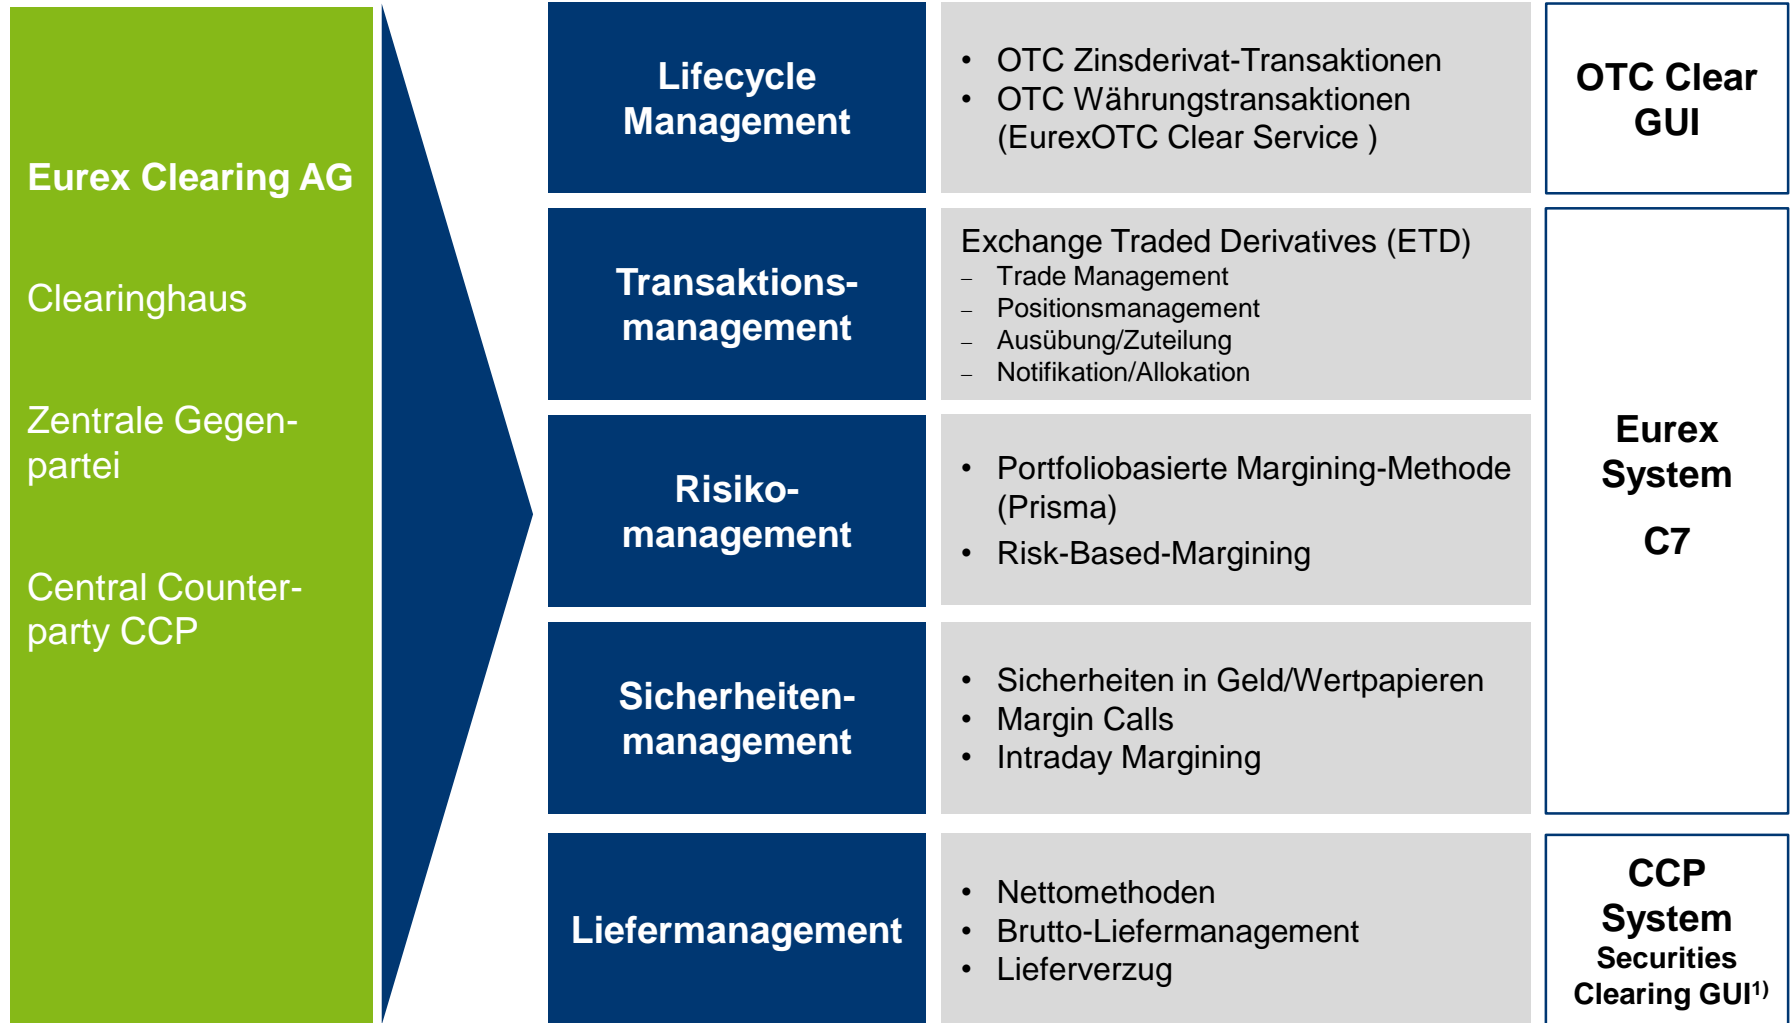 Eurex Clearing AG
Clearinghaus
Zentrale Gegen-
partei
Central Counter-
party CCP
Lifecycle
Management
• OTC Zinsderivat-Transaktionen
• OTC Währungstransaktionen
(EurexOTC Clear Service )
OTC Clear
GUI
Transaktions-
management
Exchange Traded Derivatives (ETD)
– Trade Management
– Positionsmanagement
– Ausübung/Zuteilung
– Notifikation/Allokation
Risiko-
management
• Portfoliobasierte Margining-Methode
(Prisma)
• Risk-Based-Margining
Sicherheiten-
management
• Sicherheiten in Geld/Wertpapieren
• Margin Calls
• Intraday Margining
Eurex
System
C7
Liefermanagement
• Nettomethoden
• Brutto-Liefermanagement
• Lieferverzug
CCP
System
Securities
Clearing GUI¹⁾